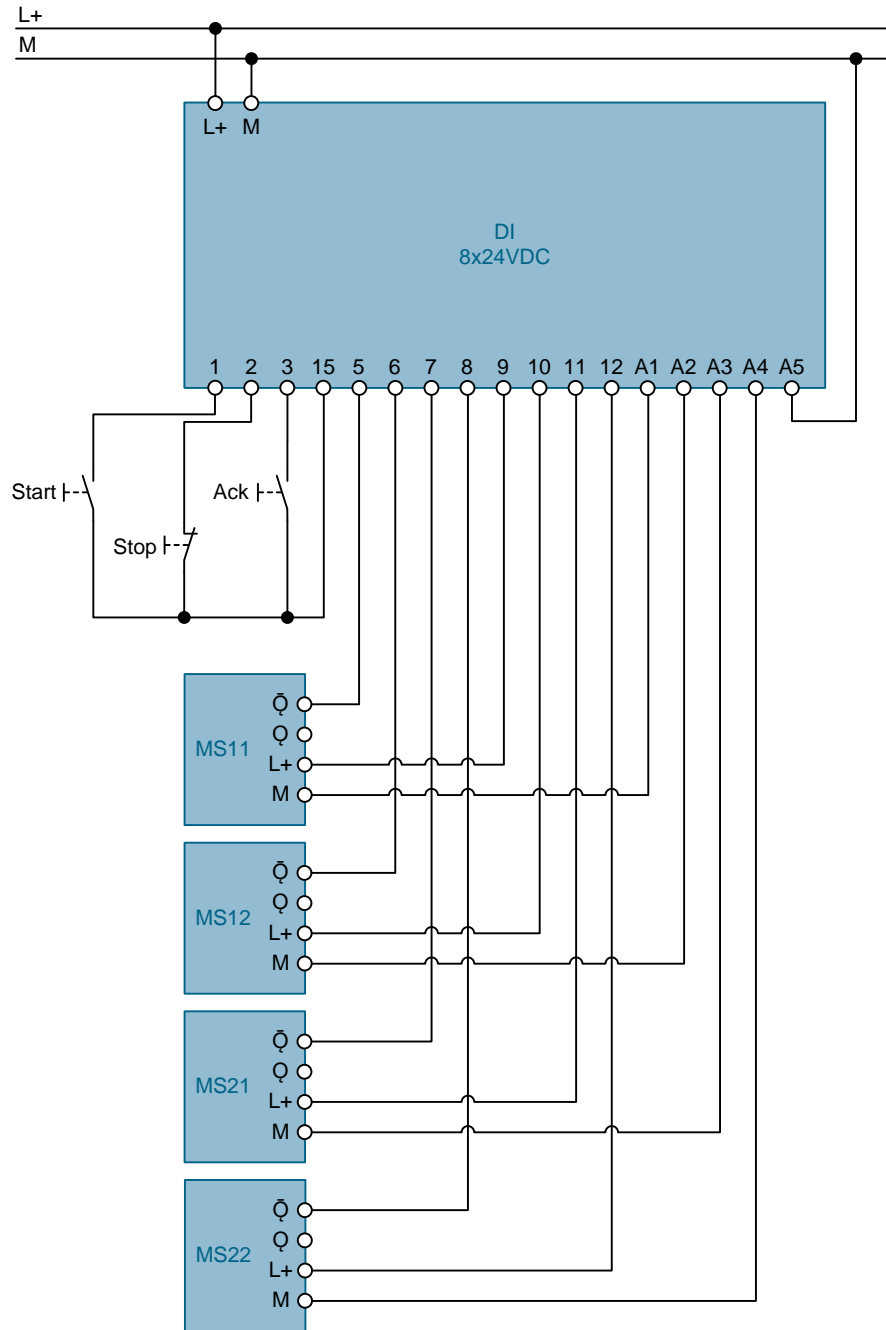 L+
M
L+ M
DI
8x24VDC
1 2 3 15 5 6 7 8 9 10 11 12 A1 A2 A3 A4 A5
Start
Ack
Stop
MS11
Q̄
Q
L+
M
MS12
Q̄
Q
L+
M
MS21
Q̄
Q
L+
M
MS22
Q̄
Q
L+
M